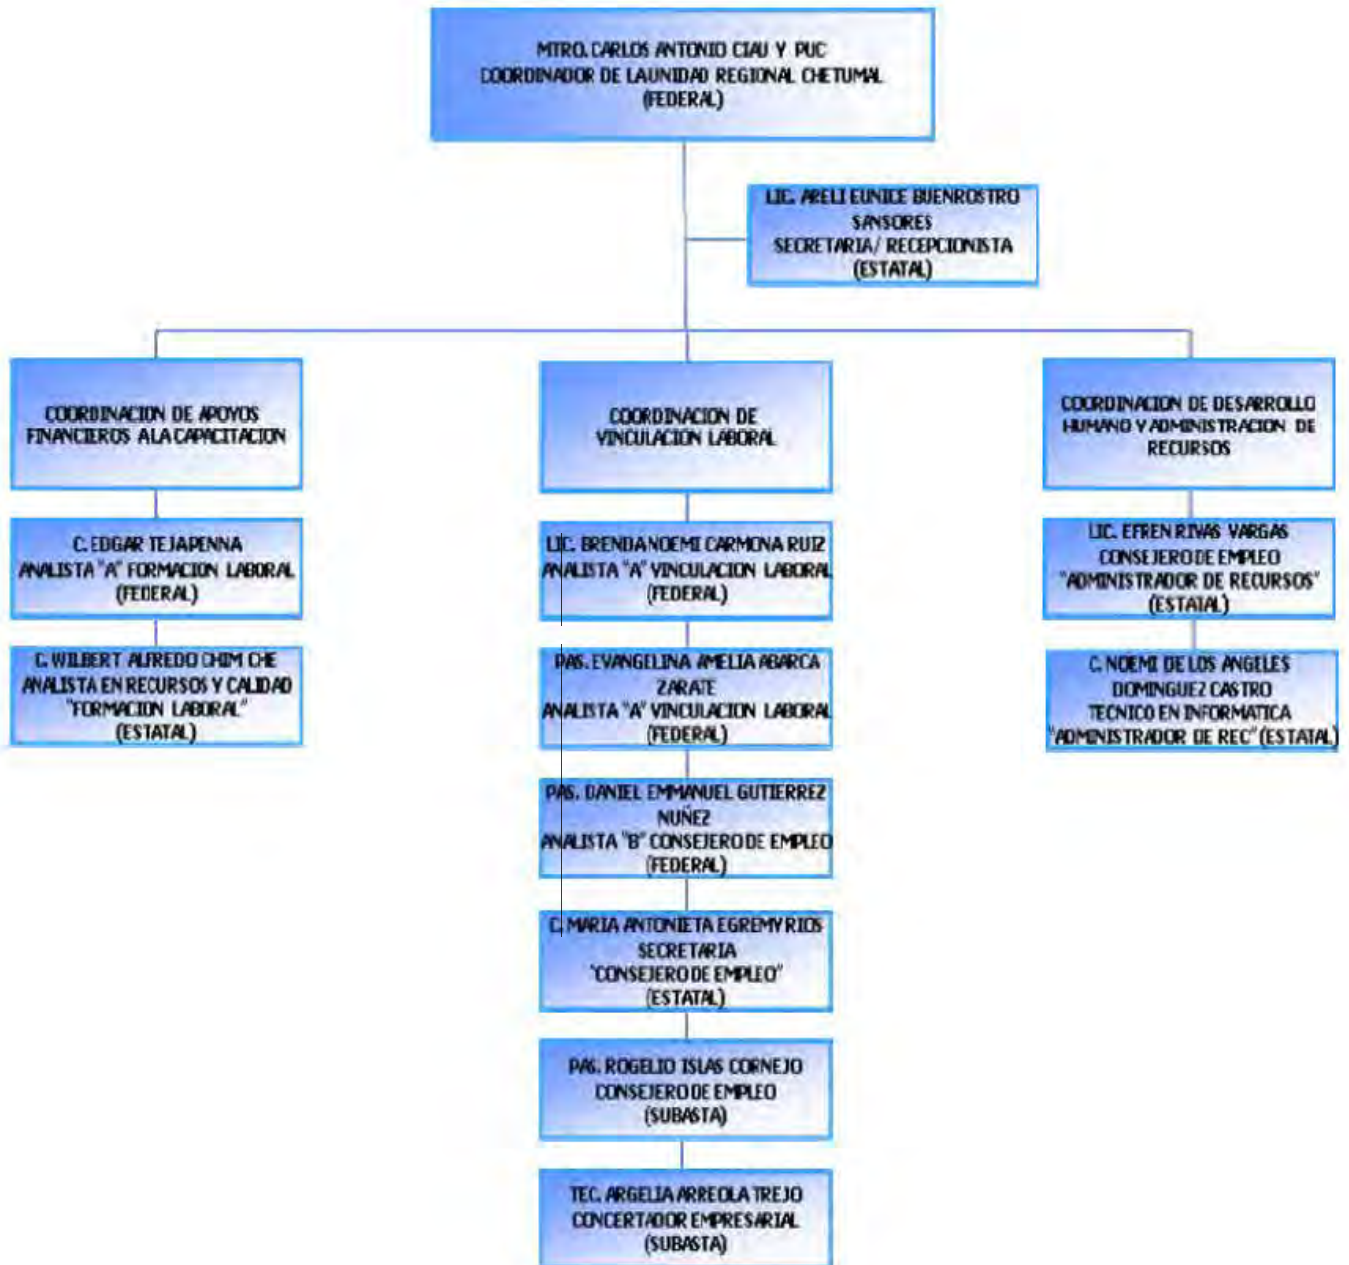 MTRO. CARLOS ANTONIO CIAU Y PUC
COORDINADOR DE LAUNIDAD REGIONAL CHETUMAL
(FEDERAL)
LIC. ARELI EUNICE BUENROSTRO
SANSORES
SECRETARIA/ RECEPCIONISTA
(ESTATAL)
COORDINACION DE APOYOS
FINANCIEROS ALA CAPACITACION
C. EDGAR TEJAPENNA
ANALISTA "A" FORMACION LABORAL
(FEDERAL)
C. WILBERT ALFREDO CHIM CHE
ANALISTA EN RECURSOS Y CALIDAD
"FORMACION LABORAL"
(ESTATAL)
COORDINACION DE
VINCULACION LABORAL
LIC. BRENDA NOEMI CARMONA RUIZ
ANALISTA "A" VINCULACION LABORAL
(FEDERAL)
PAS. EVANGELINA AMELIA ABARCA
ZARATE
ANALISTA "A" VINCULACION LABORAL
(FEDERAL)
PAS. DANIEL EMMANUEL GUTIERREZ
NUÑEZ
ANALISTA "B" CONSEJERO DE EMPLEO
(FEDERAL)
C. MARIA ANTONIETA EGREMY RIOS
SECRETARIA
"CONSEJERO DE EMPLEO"
(ESTATAL)
PAS. ROGELIO ISLAS CORNEJO
CONSEJERO DE EMPLEO
(SUBASTA)
TEC. ARGELIA ARREOLA TREJO
CONCERTADOR EMPRESARIAL
(SUBASTA)
COORDINACION DE DESARROLLO
HUMANO Y ADMINISTRACION DE
RECURSOS
LIC. EFREN RIVAS VARGAS
CONSEJERO DE EMPLEO
"ADMINISTRADOR DE RECURSOS"
(ESTATAL)
C. NOEMI DE LOS ANGELES
DOMINGUEZ CASTRO
TECNICO EN INFORMATICA
"ADMINISTRADOR DE REC" (ESTATAL)